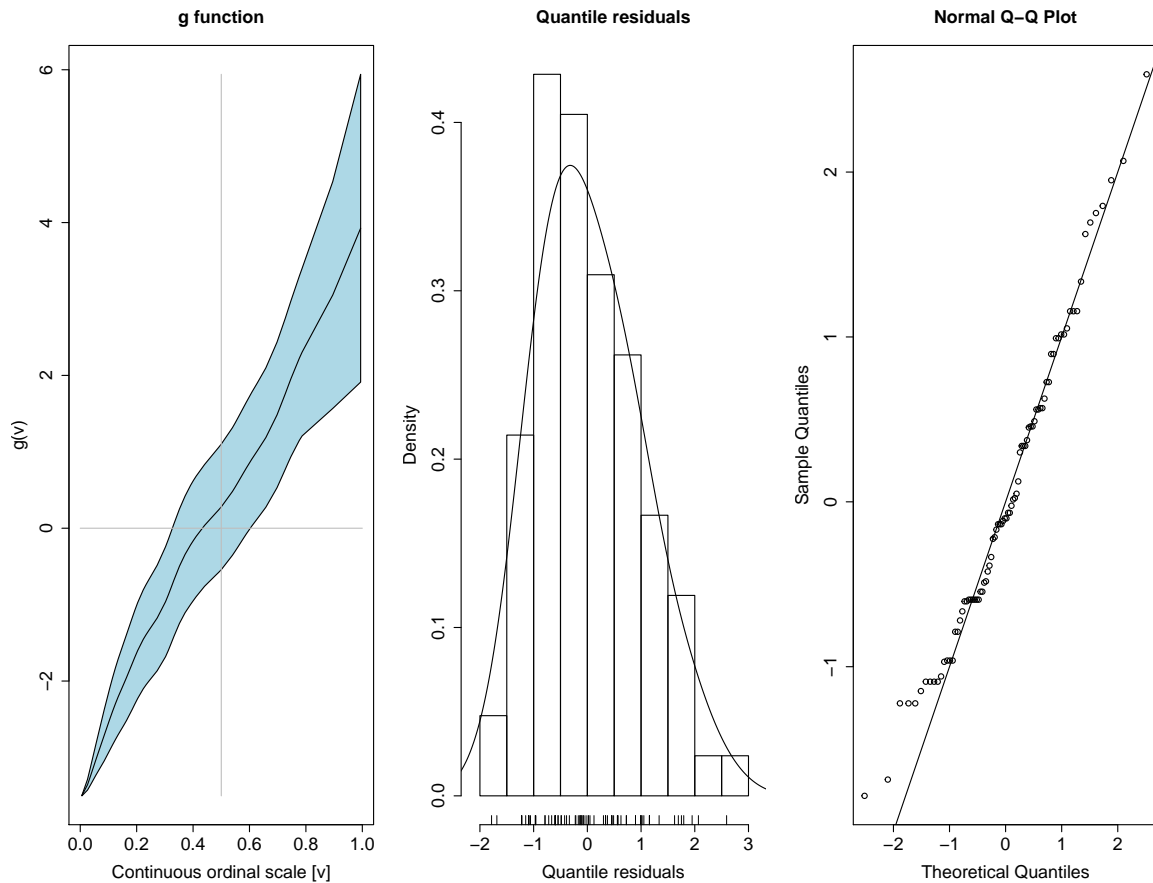 g function
6
4
2
0
−2
g(v)
0.0 0.2 0.4 0.6 0.8 1.0
Continuous ordinal scale [v]
Quantile residuals
0.4
0.3
0.2
0.1
0.0
Density
−2 −1 0 1 2 3
Quantile residuals
Normal Q−Q Plot
2
1
0
−1
Sample Quantiles
−2 −1 0 1 2
Theoretical Quantiles